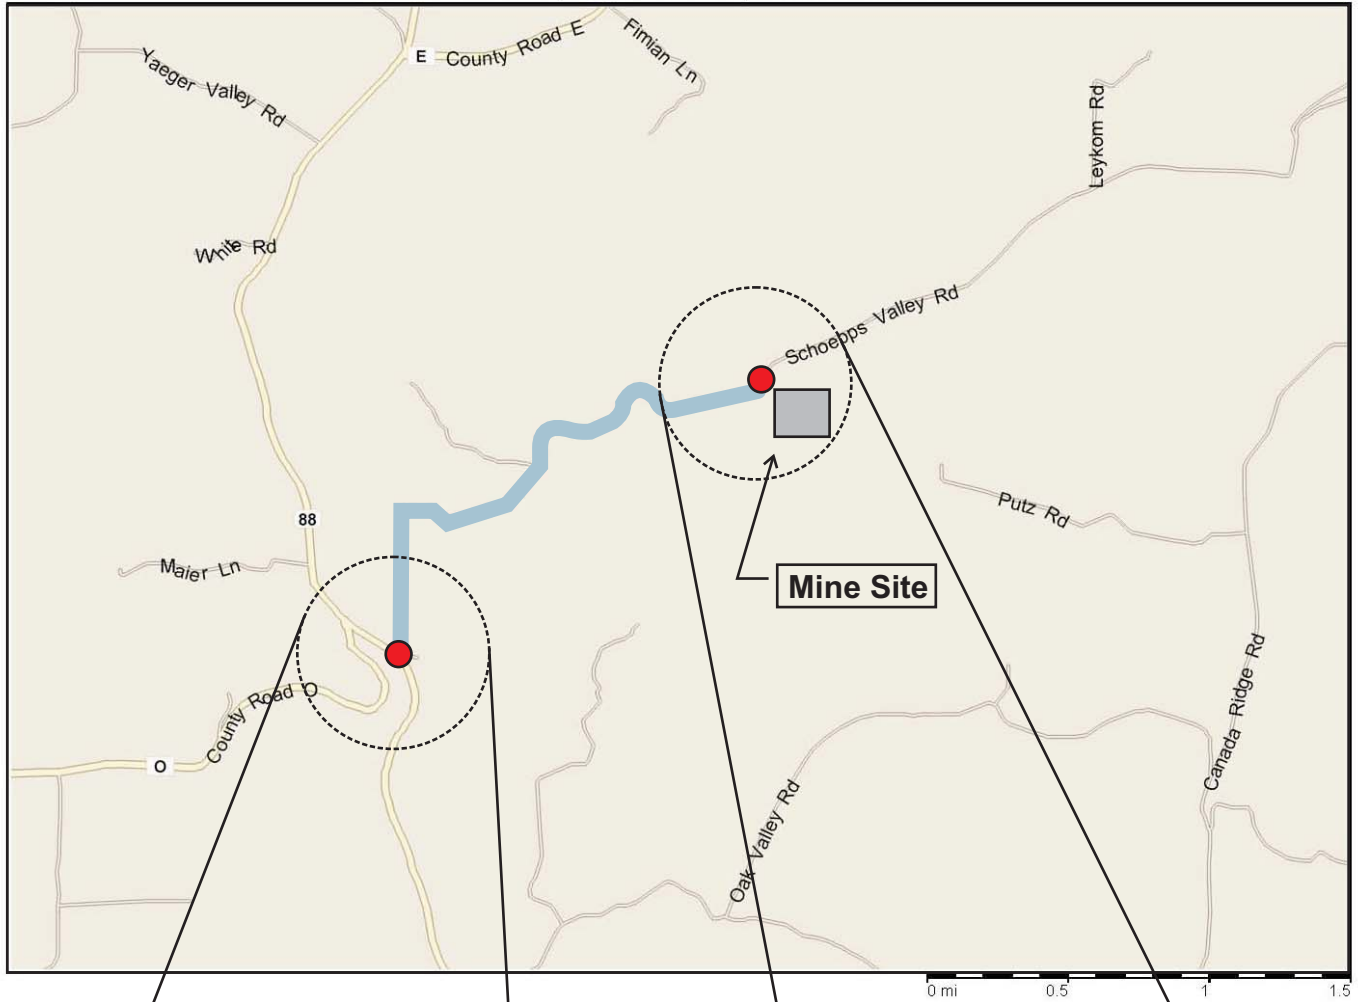 E County Road E
Fimian Ln
Yaeger Valley Rd
Leykom Rd
White Rd
Schoepps Valley Rd
88
Putz Rd
Maier Ln
Mine Site
County Road O
O
Canada Ridge Rd
Oak Valley Rd
0 mi 0.5 1 1.5